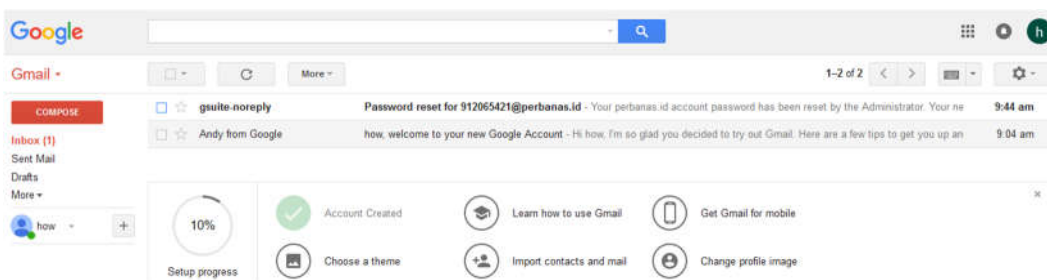 Google
h
Gmail
More
1–2 of 2
COMPOSE
gsuite-noreply Password reset for 912065421@perbanas.id - Your perbanas.id account password has been reset by the Administrator. Your ne 9:44 am
Inbox (1)
Andy from Google how, welcome to your new Google Account - Hi how, I'm so glad you decided to try out Gmail. Here are a few tips to get you up an 9:04 am
Sent Mail
Drafts
More
how
10%
Setup progress
Account Created
Learn how to use Gmail
Get Gmail for mobile
Choose a theme
Import contacts and mail
Change profile image